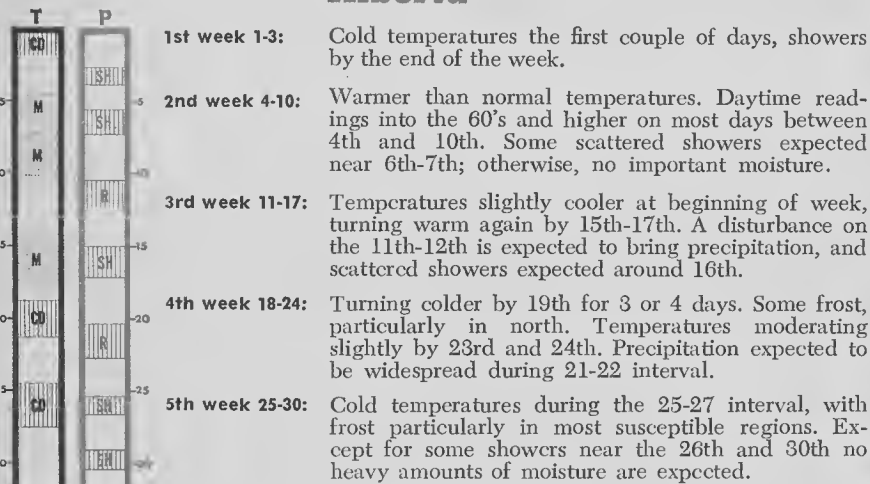 T P
1st week 1-3: Cold temperatures the first couple of days, showers
by the end of the week.
2nd week 4-10: Warmer than normal temperatures. Daytime read-
ings into the 60's and higher on most days between
4th and 10th. Some scattered showers expected
near 6th-7th; otherwise, no important moisture.
3rd week 11-17: Temperatures slightly cooler at beginning of week,
turning warm again by 15th-17th. A disturbance on
the 11th-12th is expected to bring precipitation, and
scattered showers expected around 16th.
4th week 18-24: Turning colder by 19th for 3 or 4 days. Some frost,
particularly in north. Temperatures moderating
slightly by 23rd and 24th. Precipitation expected to
be widespread during 21-22 interval.
5th week 25-30: Cold temperatures during the 25-27 interval, with
frost particularly in most susceptible regions. Ex-
cept for some showers near the 26th and 30th no
heavy amounts of moisture are expected.
CD
M
M
M
CD
CD
SH
SH
R
SH
R
SH
SH
5
10
15
20
25